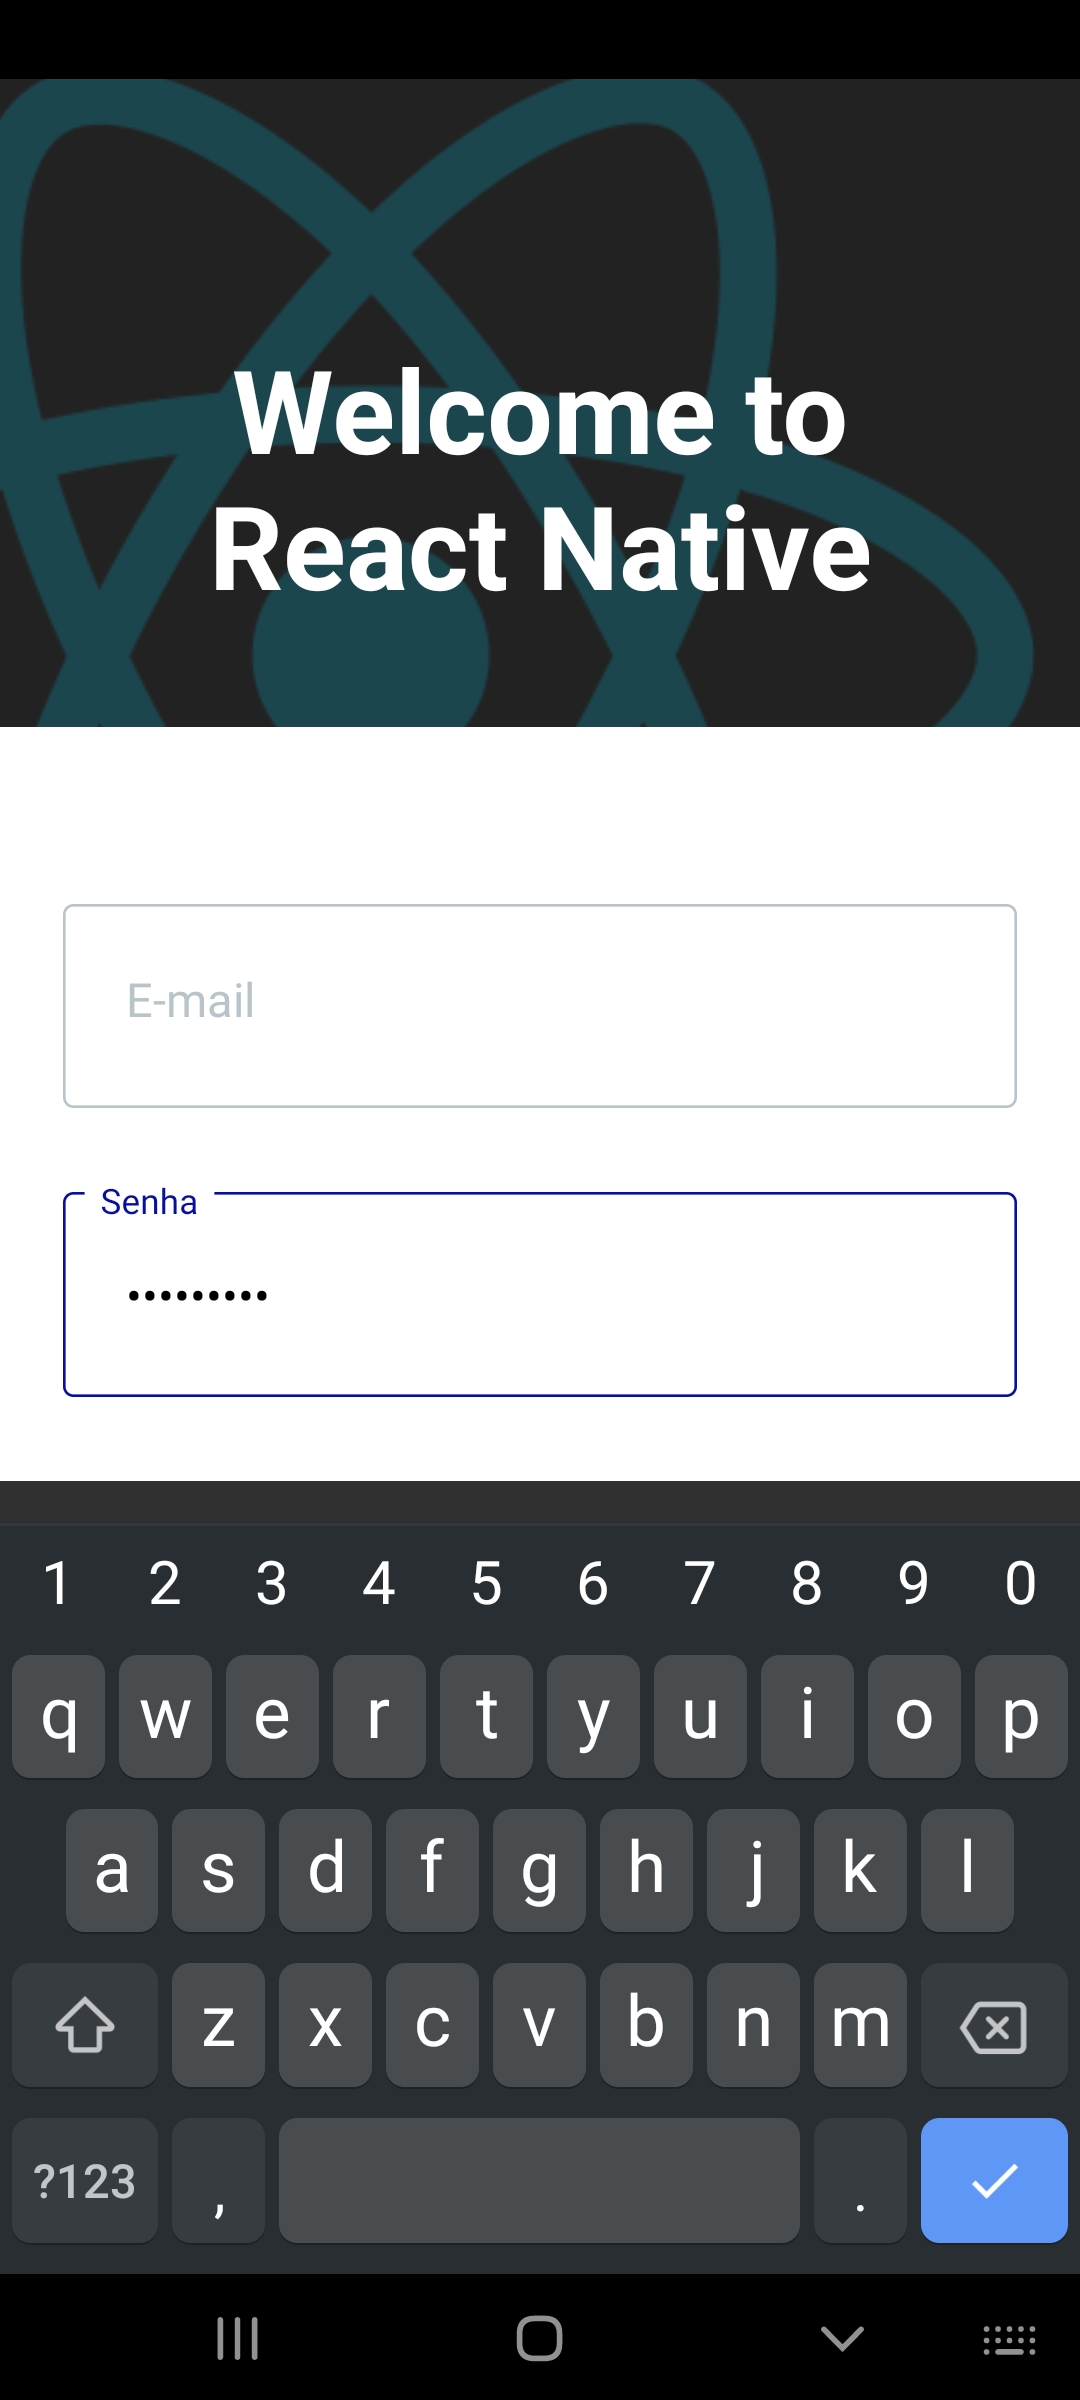 Welcome to
React Native
E-mail
Senha
•••••••••
1 2 3 4 5 6 7 8 9 0
q w e r t y u i o p
a s d f g h j k l
z x c v b n m
?123 , .